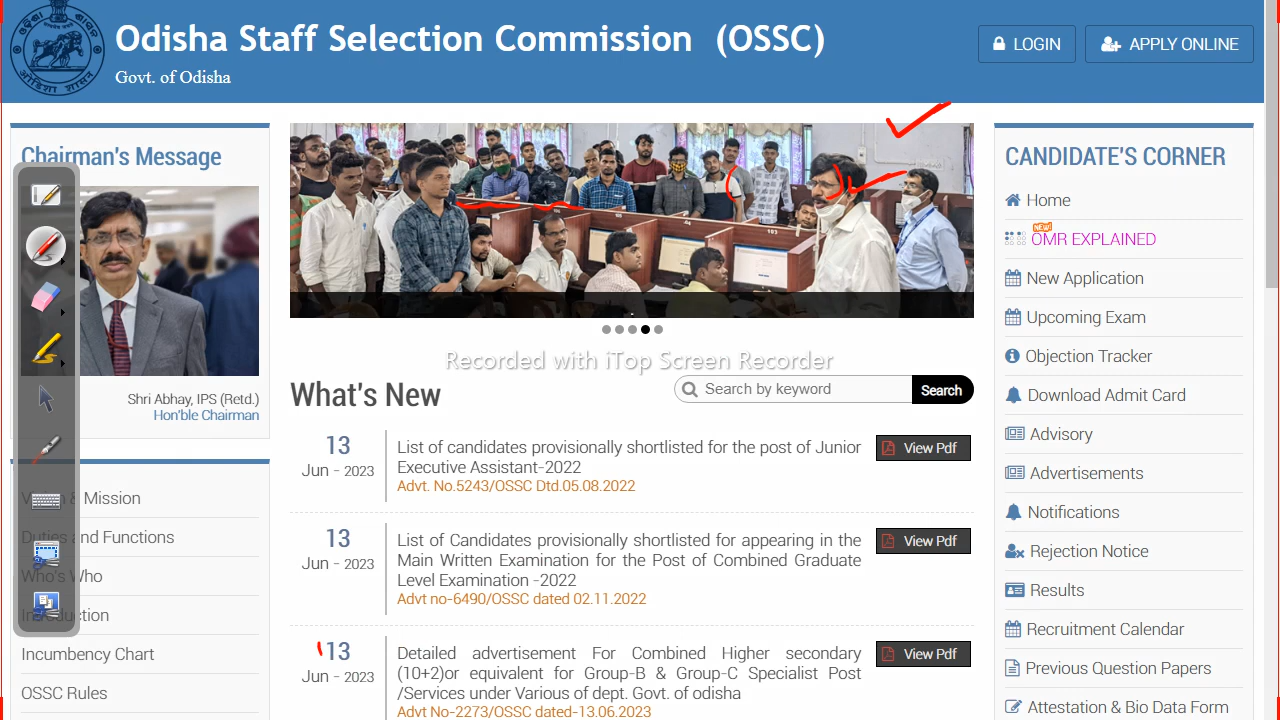 Odisha Staff Selection Commission (OSSC)
Govt. of Odisha
LOGIN
APPLY ONLINE
Chairman's Message
Shri Abhay, IPS (Retd.)
Hon'ble Chairman
& Mission
Duties and Functions
Who's Who
Introduction
Incumbency Chart
OSSC Rules
Recorded with iTop Screen Recorder
What's New
Search by keyword
Search
13
Jun - 2023
List of candidates provisionally shortlisted for the post of Junior
Executive Assistant-2022
Advt. No.5243/OSSC Dtd.05.08.2022
View Pdf
13
Jun - 2023
List of Candidates provisionally shortlisted for appearing in the
Main Written Examination for the Post of Combined Graduate
Level Examination -2022
Advt no-6490/OSSC dated 02.11.2022
View Pdf
13
Jun - 2023
Detailed advertisement For Combined Higher secondary
(10+2)or equivalent for Group-B & Group-C Specialist Post
/Services under Various of dept. Govt. of odisha
Advt No-2273/OSSC dated-13.06.2023
View Pdf
CANDIDATE'S CORNER
Home
NEW
OMR EXPLAINED
New Application
Upcoming Exam
Objection Tracker
Download Admit Card
Advisory
Advertisements
Notifications
Rejection Notice
Results
Recruitment Calendar
Previous Question Papers
Attestation & Bio Data Form